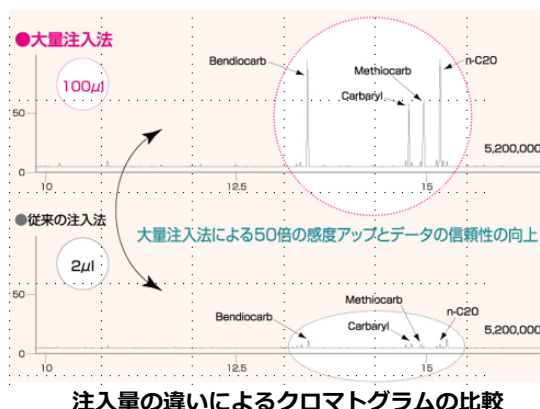 ●大量注入法
100μl
Bendiocarb
Methiocarb
n-C20
Carbaryl
50
5,200,000
0
10
12.5
15
●従来の注入法
大量注入法による50倍の感度アップとデータの信頼性の向上
2μl
50
Methiocarb
n-C20
Bendiocarb
Carbaryl
5,200,000
0
10
12.5
15
注入量の違いによるクロマトグラムの比較